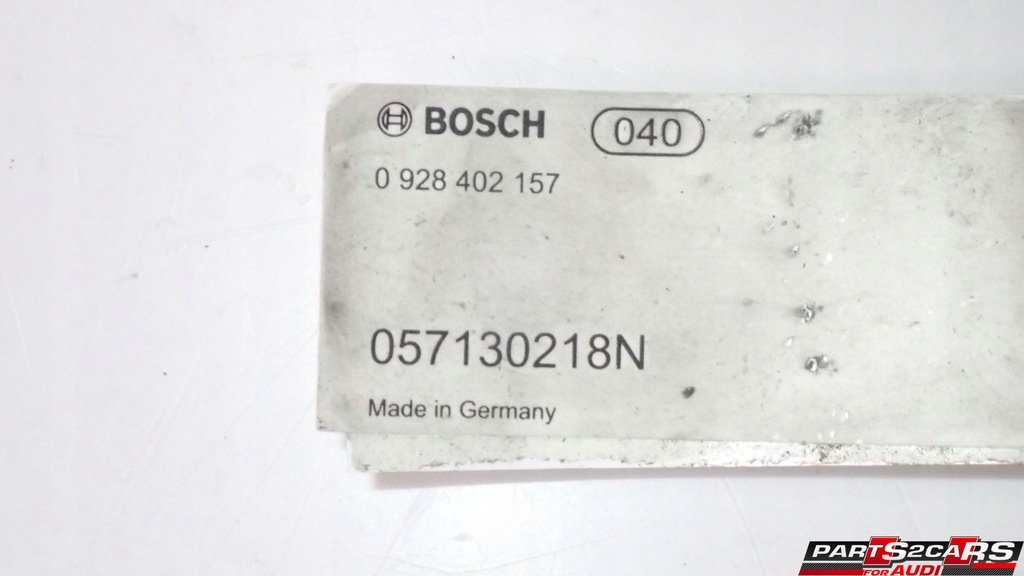 BOSCH 040
0 928 402 157
057130218N
Made in Germany
PARTS2CARS
FOR AUDI